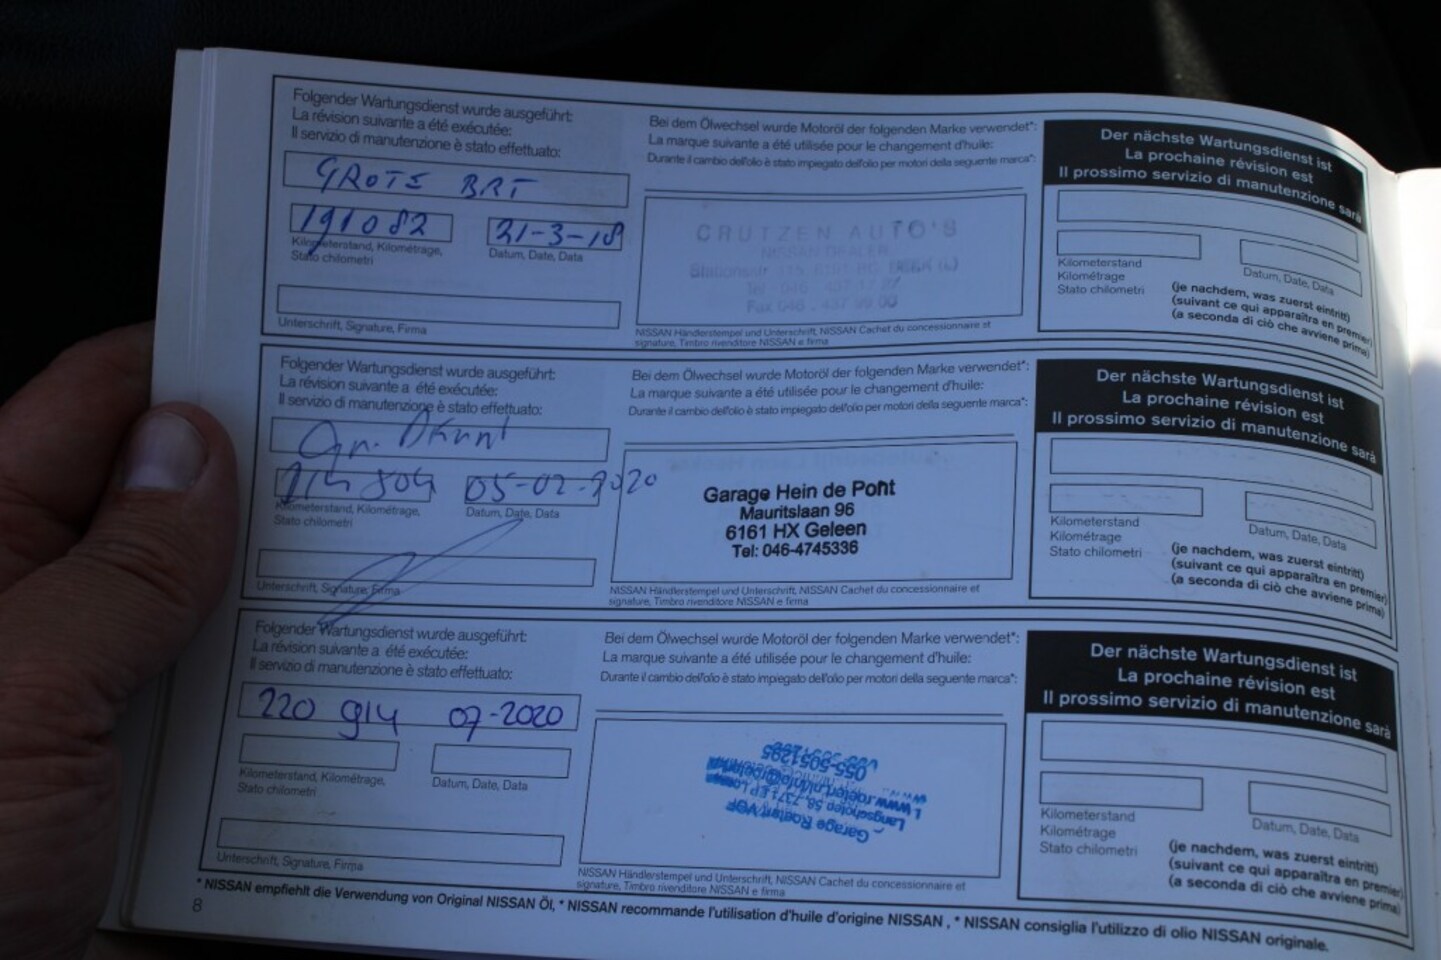 Folgender Wartungsdienst wurde ausgeführt:
La révision suivante a été exécutée:
Il servizio di manutenzione è stato effettuato:
GROTE BRT
191082 21-3-18
Kilometerstand, Kilométrage, Stato chilometri
Datum, Date, Data
Unterschrift, Signature, Firma
Bei dem Ölwechsel wurde Motoröl der folgenden Marke verwendet*:
La marque suivante a été utilisée pour le changement d'huile:
Durante il cambio dell'olio è stato impiegato dell'olio per motori della seguente marca*:
CRUTZEN AUTO'S
NISSAN DEALER
NISSAN Händlerstempel und Unterschrift, NISSAN Cachet du concessionnaire et
signature, Timbro rivenditore NISSAN e firma
Der nächste Wartungsdienst ist
La prochaine révision est
Il prossimo servizio di manutenzione sarà
Kilometerstand
Kilométrage
Stato chilometri
Datum, Date, Data
(je nachdem, was zuerst eintritt)
(suivant ce qui apparaîtra en premier)
(a seconda di ciò che avviene prima)
Folgender Wartungsdienst wurde ausgeführt:
La révision suivante a été exécutée:
Il servizio di manutenzione è stato effettuato:
05-02-2020
Kilometerstand, Kilométrage,
Stato chilometri
Datum, Date, Data
Unterschrift, Signature, Firma
Bei dem Ölwechsel wurde Motoröl der folgenden Marke verwendet*:
La marque suivante a été utilisée pour le changement d'huile:
Durante il cambio dell'olio è stato impiegato dell'olio per motori della seguente marca*:
Garage Hein de Pont
Mauritslaan 96
6161 HX Geleen
Tel: 046-4745336
NISSAN Händlerstempel und Unterschrift, NISSAN Cachet du concessionnaire et
signature, Timbro rivenditore NISSAN e firma
Der nächste Wartungsdienst ist
La prochaine révision est
Il prossimo servizio di manutenzione sarà
Kilometerstand
Kilométrage
Stato chilometri
Datum, Date, Data
(je nachdem, was zuerst eintritt)
(suivant ce qui apparaîtra en premier)
(a seconda di ciò che avviene prima)
Folgender Wartungsdienst wurde ausgeführt:
La révision suivante a été exécutée:
Il servizio di manutenzione è stato effettuato:
220 914 07-2020
Kilometerstand, Kilométrage,
Stato chilometri
Datum, Date, Data
Unterschrift, Signature, Firma
Bei dem Ölwechsel wurde Motoröl der folgenden Marke verwendet*:
La marque suivante a été utilisée pour le changement d'huile:
Durante il cambio dell'olio è stato impiegato dell'olio per motori della seguente marca*:
Garage
055-5051295
NISSAN Händlerstempel und Unterschrift, NISSAN Cachet du concessionnaire et
signature, Timbro rivenditore NISSAN e firma
Der nächste Wartungsdienst ist
La prochaine révision est
Il prossimo servizio di manutenzione sarà
Kilometerstand
Kilométrage
Stato chilometri
Datum, Date, Data
(je nachdem, was zuerst eintritt)
(suivant ce qui apparaîtra en premier)
(a seconda di ciò che avviene prima)
* NISSAN empfiehlt die Verwendung von Original NISSAN Öl, * NISSAN recommande l'utilisation d'huile d'origine NISSAN , * NISSAN consiglia l'utilizzo di olio NISSAN originale.
8